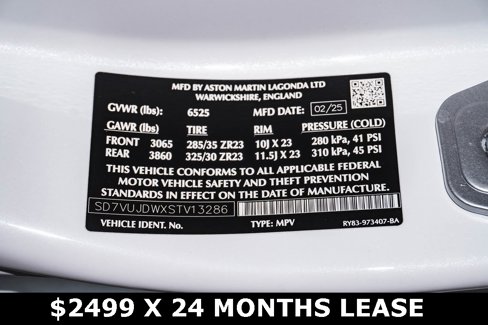 MFD BY ASTON MARTIN LAGONDA LTD
WARWICKSHIRE, ENGLAND
GVWR (lbs): 6525 MFD DATE: 02/25
GAWR (lbs): TIRE RIM PRESSURE (COLD)
FRONT 3065 285/35 ZR23 10J X 23 280 kPa, 41 PSI
REAR 3860 325/30 ZR23 11.5J X 23 310 kPa, 45 PSI
THIS VEHICLE CONFORMS TO ALL APPLICABLE FEDERAL
MOTOR VEHICLE SAFETY AND THEFT PREVENTION
STANDARDS IN EFFECT ON THE DATE OF MANUFACTURE
SD7VUJDWXSTV13286
VEHICLE IDENT. No: TYPE: MPV RY83-973407-BA
$2499 X 24 MONTHS LEASE